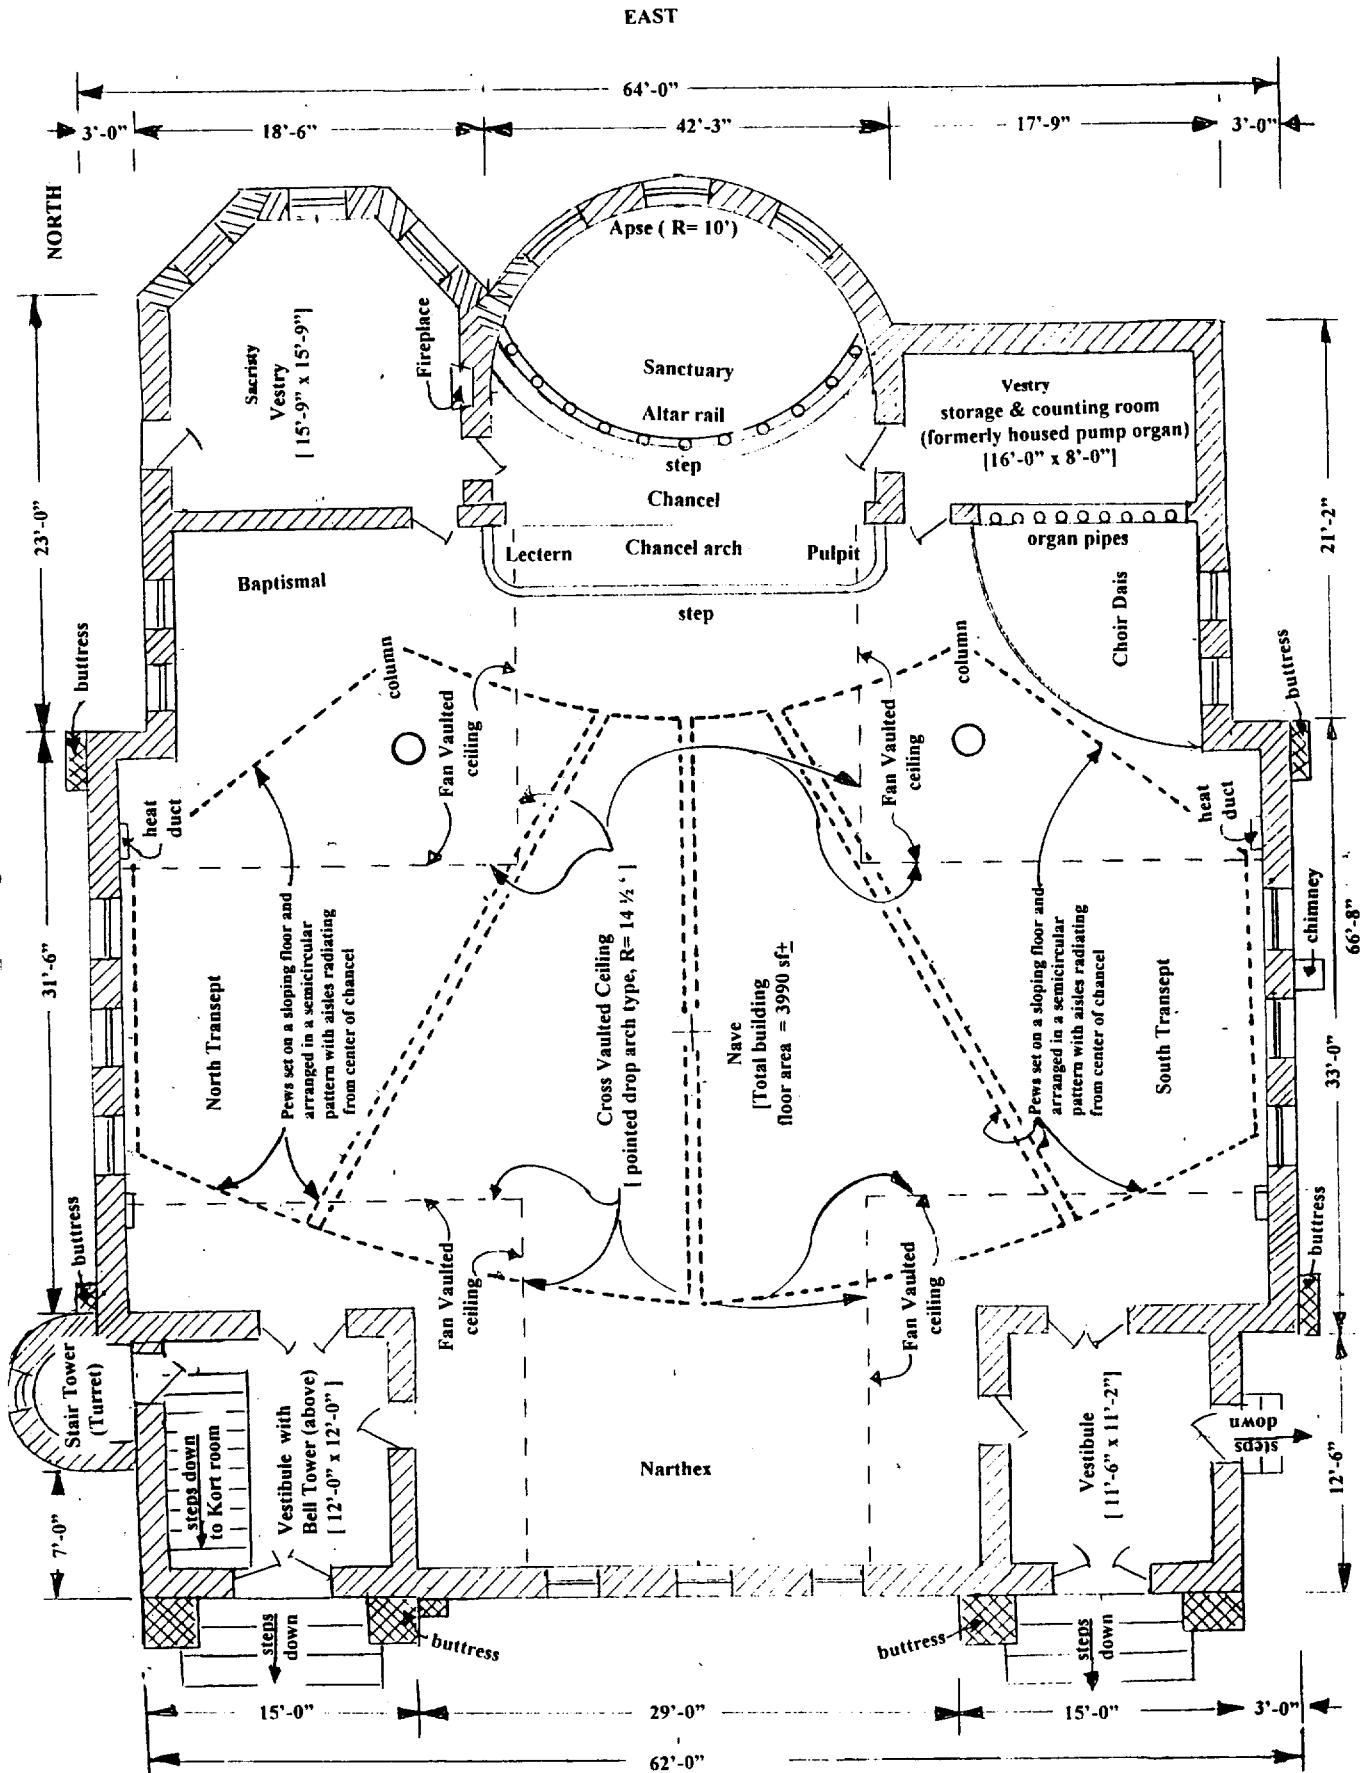 EAST
64'-0"
3'-0"
18'-6"
42'-3"
17'-9"
3'-0"
NORTH
Apse ( R= 10')
Sacristy
Vestry
[ 15'-9" x 15'-9"]
Fireplace
Sanctuary
Altar rail
step
Chancel
Vestry
storage & counting room
(formerly housed pump organ)
[16'-0" x 8'-0"]
23'-0"
21'-2"
Lectern
Chancel arch
Pulpit
organ pipes
Baptismal
step
Choir Dais
buttress
column
column
buttress
Fan Vaulted
ceiling
Fan Vaulted
ceiling
heat
duct
heat
duct
31'-6"
North Transept
Pews set on a sloping floor and
arranged in a semicircular
pattern with aisles radiating
from center of chancel
Cross Vaulted Ceiling
[ pointed drop arch type, R= 14 ½ ' ]
Nave
[Total building
floor area = 3990 sf±
Pews set on a sloping floor and
arranged in a semicircular
pattern with aisles radiating
from center of chancel
South Transept
chimney
66'-8"
33'-0"
buttress
Fan Vaulted
ceiling
Fan Vaulted
ceiling
buttress
Stair Tower
(Turret)
steps down
to Kort room
Vestibule with
Bell Tower (above)
[ 12'-0" x 12'-0" ]
Narthex
Vestibule
[ 11'-6" x 11'-2"]
steps
down
7'-0"
12'-6"
steps
down
buttress
buttress
steps
down
15'-0"
29'-0"
15'-0"
3'-0"
62'-0"